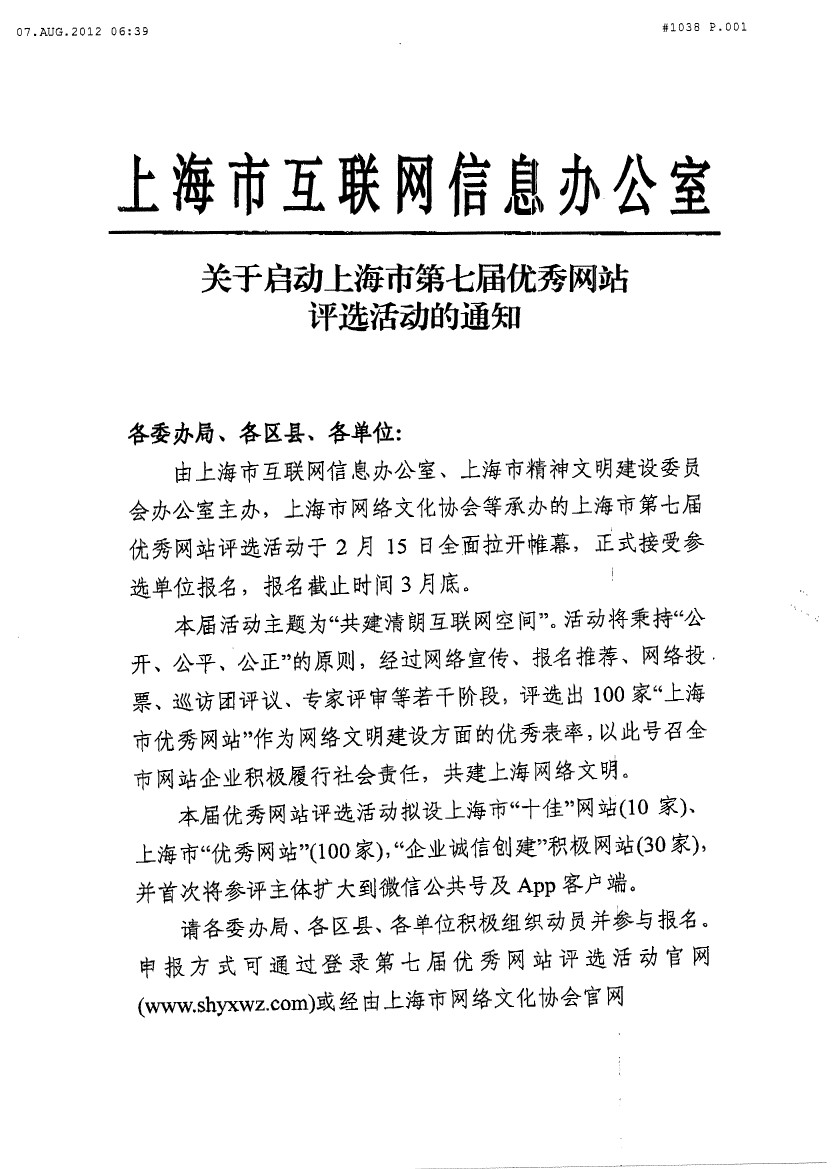 07.AUG.2012 06:39
#1038 P.001
上海市互联网信息办公室
关于启动上海市第七届优秀网站
评选活动的通知
各委办局、各区县、各单位:
由上海市互联网信息办公室、上海市精神文明建设委员
会办公室主办，上海市网络文化协会等承办的上海市第七届
优秀网站评选活动于 2 月 15 日全面拉开帷幕，正式接受参
选单位报名，报名截止时间 3 月底。
本届活动主题为“共建清朗互联网空间”。活动将秉持“公
开、公平、公正”的原则，经过网络宣传、报名推荐、网络投
票、巡访团评议、专家评审等若干阶段，评选出 100 家“上海
市优秀网站”作为网络文明建设方面的优秀表率，以此号召全
市网站企业积极履行社会责任，共建上海网络文明。
本届优秀网站评选活动拟设上海市“十佳”网站(10 家)、
上海市“优秀网站”(100家),“企业诚信创建”积极网站(30家),
并首次将参评主体扩大到微信公共号及 App 客户端。
请各委办局、各区县、各单位积极组织动员并参与报名。
申报方式可通过登录第七届优秀网站评选活动官网
(www.shyxwz.com)或经由上海市网络文化协会官网